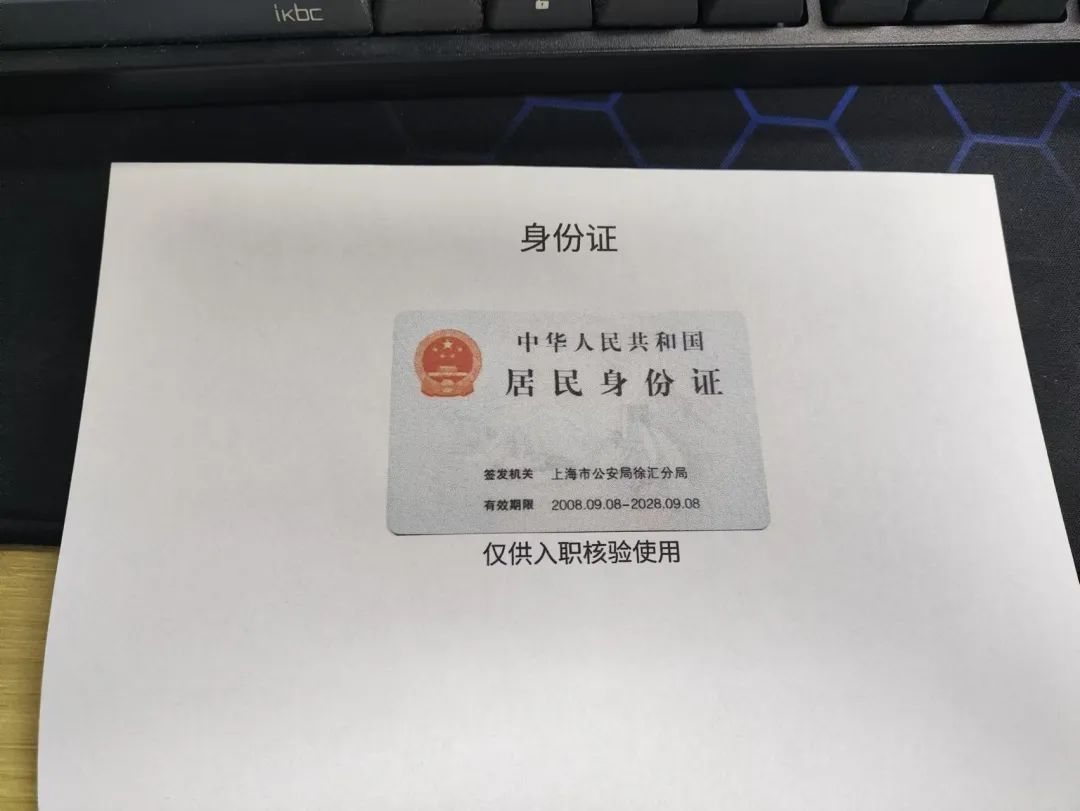 ikbc
身份证
中华人民共和国
居民身份证
签发机关 上海市公安局徐汇分局
有效期限 2008.09.08-2028.09.08
仅供入职核验使用